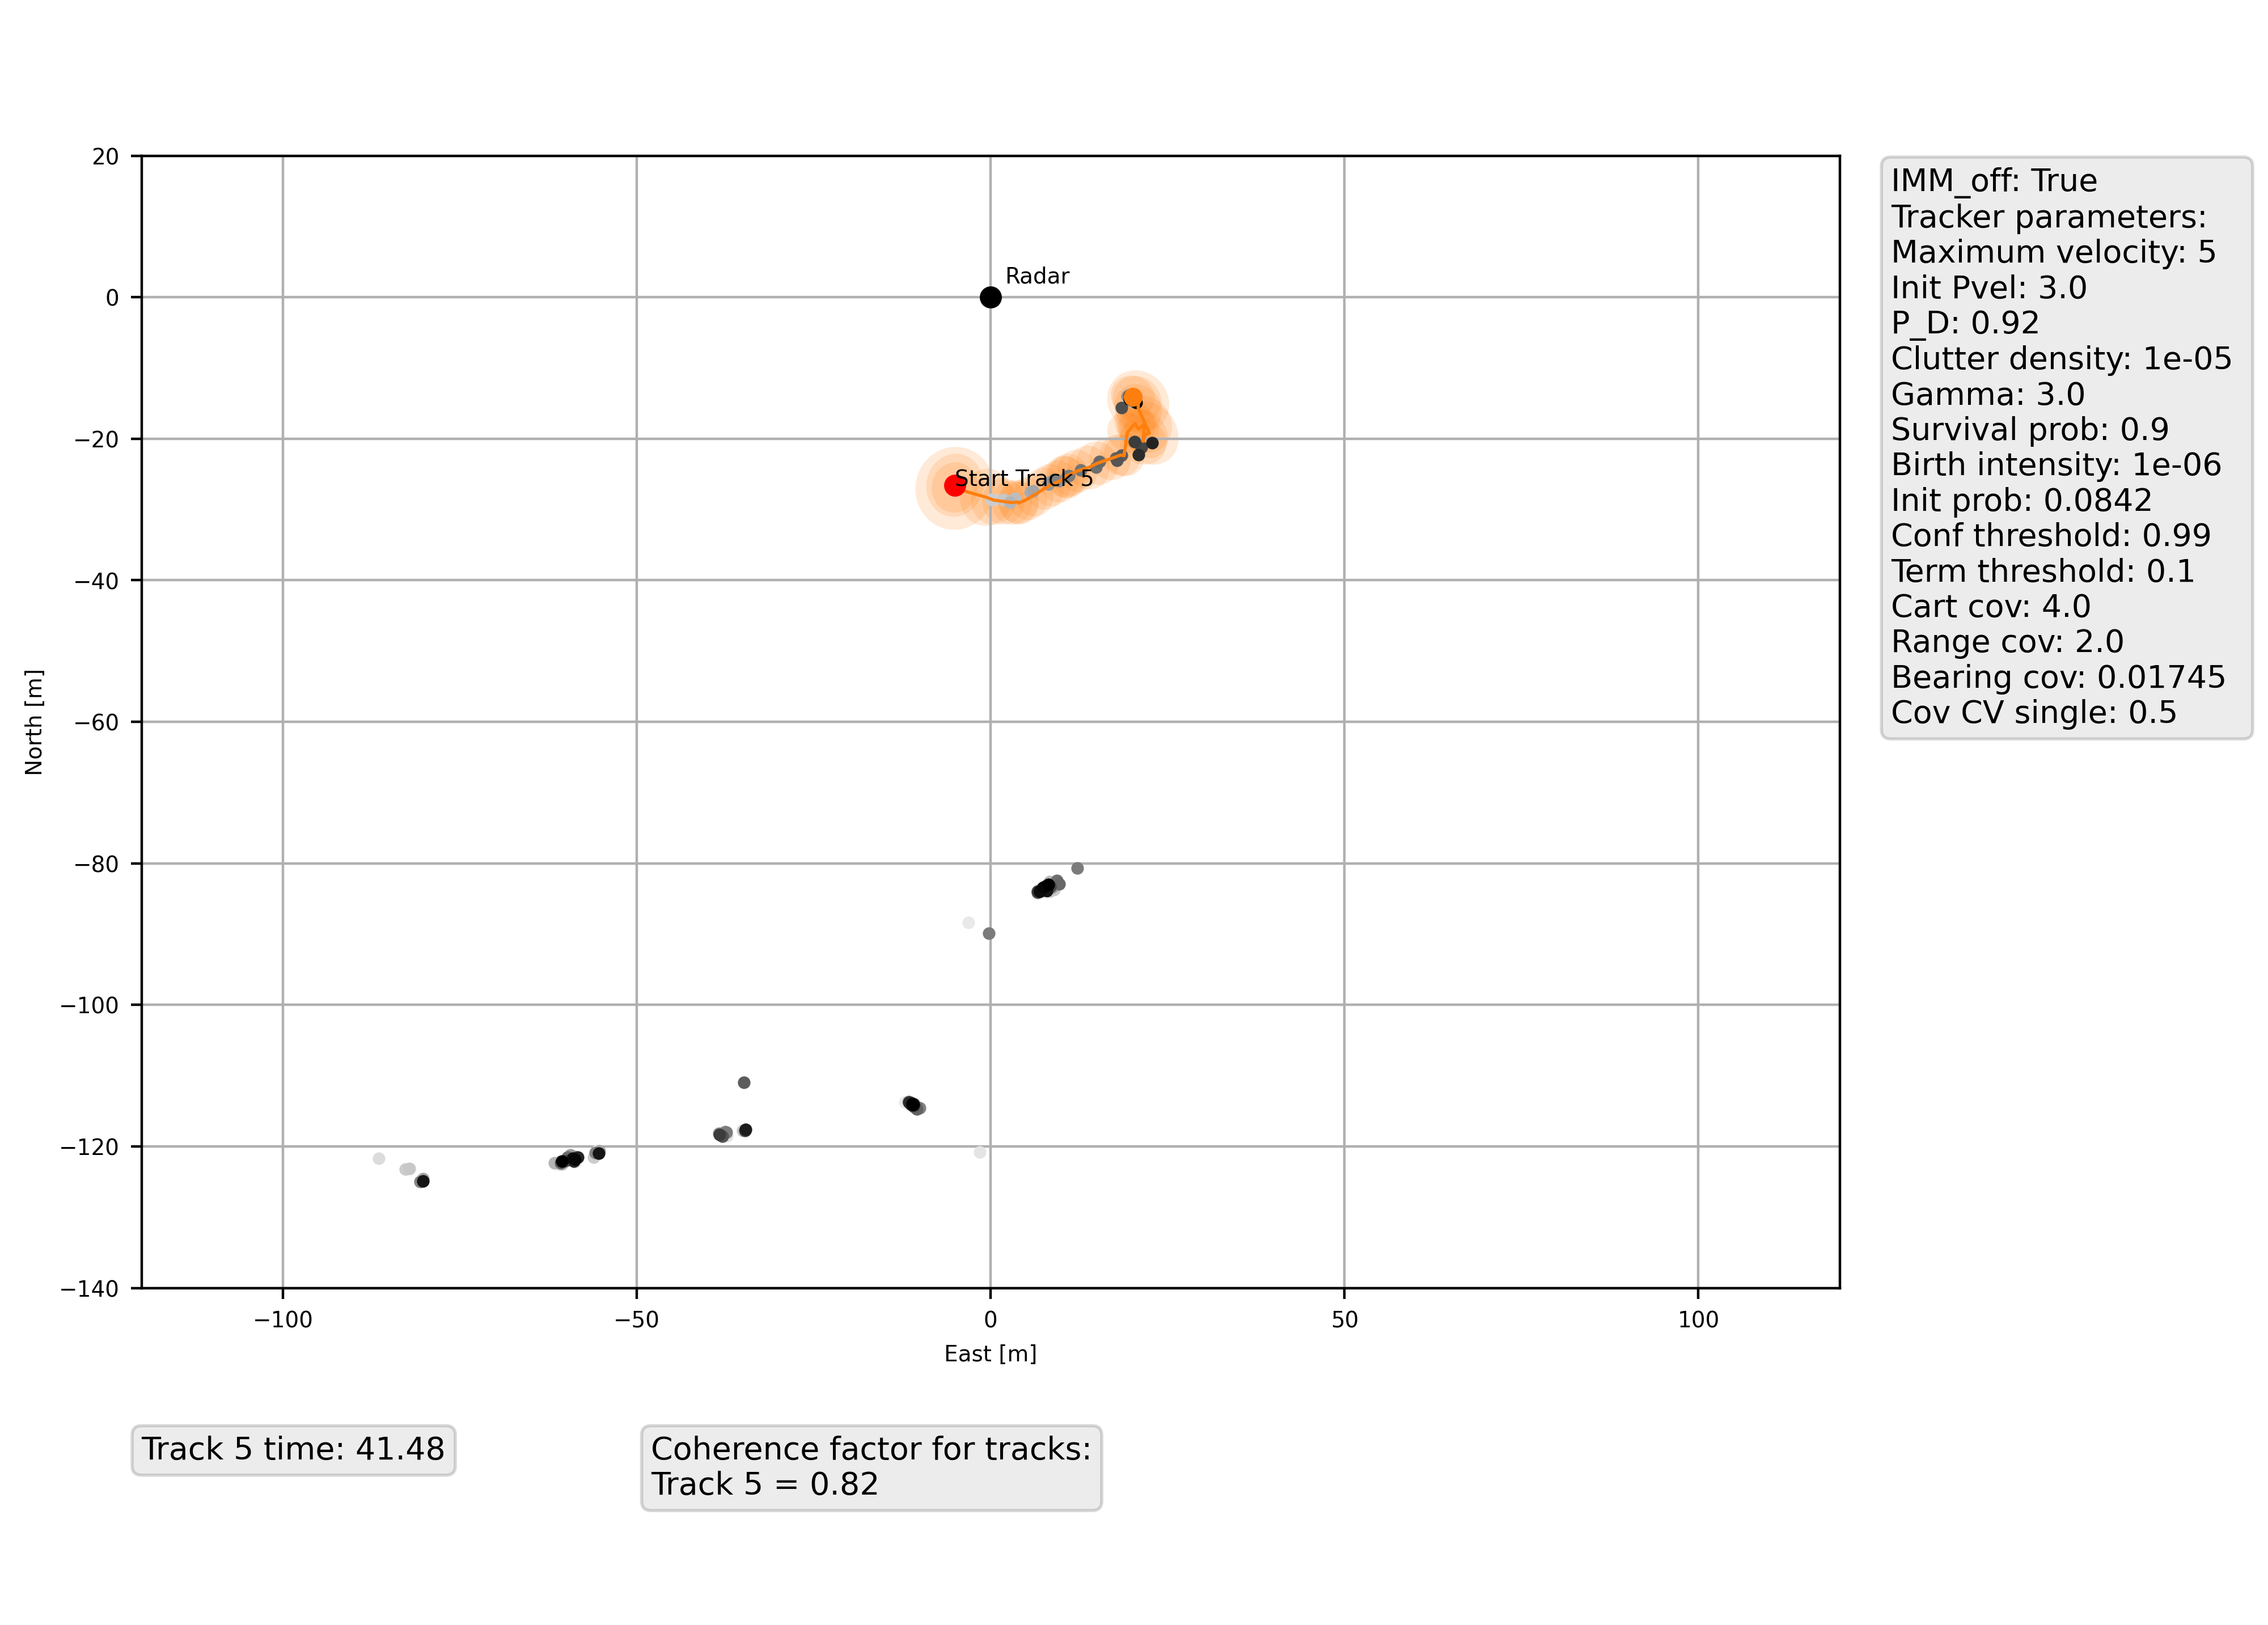 20
0
−20
−40
−60
−80
−100
−120
−140
North [m]
Radar
Start Track 5
−100
−50
0
50
100
East [m]
IMM_off: True
Tracker parameters:
Maximum velocity: 5
Init Pvel: 3.0
P_D: 0.92
Clutter density: 1e-05
Gamma: 3.0
Survival prob: 0.9
Birth intensity: 1e-06
Init prob: 0.0842
Conf threshold: 0.99
Term threshold: 0.1
Cart cov: 4.0
Range cov: 2.0
Bearing cov: 0.01745
Cov CV single: 0.5
Track 5 time: 41.48
Coherence factor for tracks:
Track 5 = 0.82